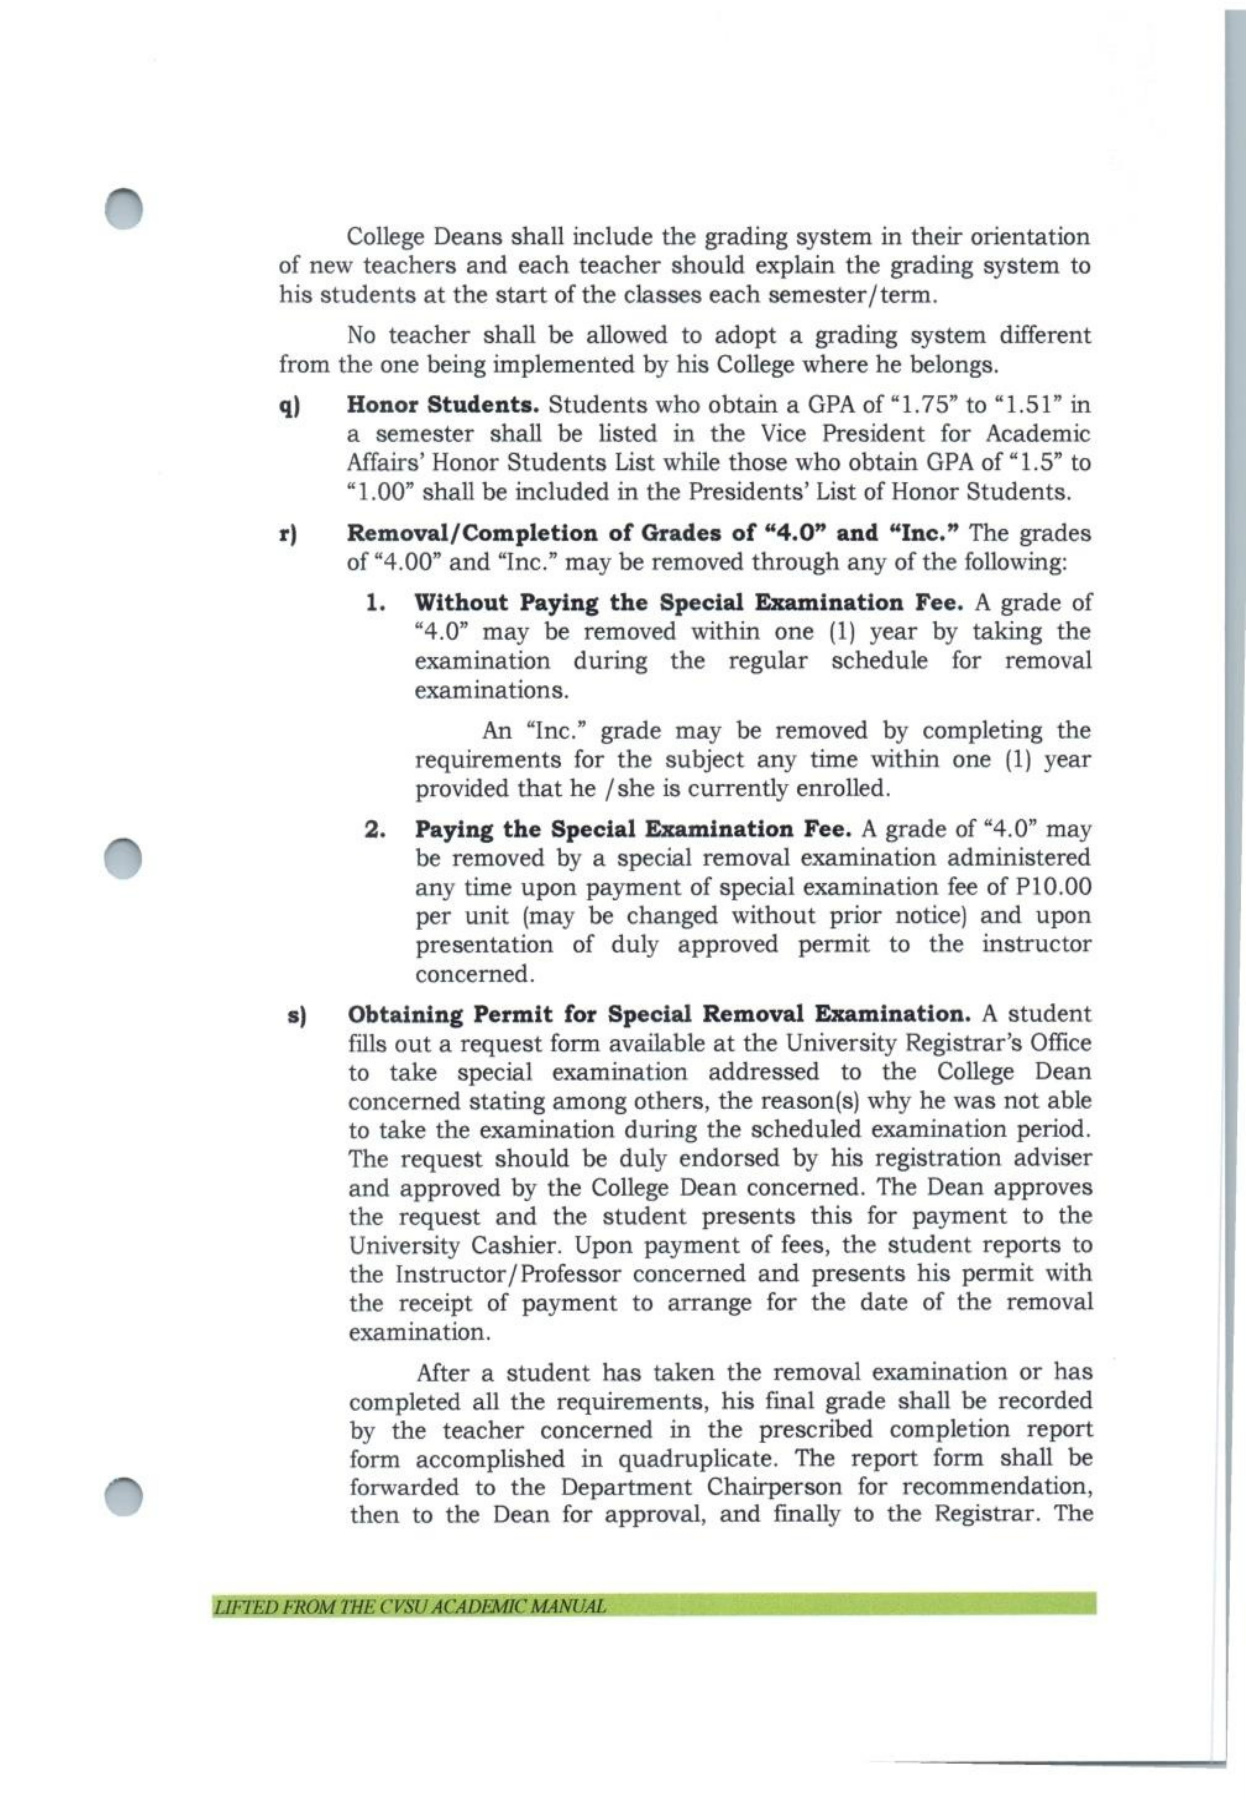 College Deans shall include the grading system in their orientation
of new teachers and each teacher should explain the grading system to
his students at the start of the classes each semester/term.
No teacher shall be allowed to adopt a grading system different
from the one being implemented by his College where he belongs.
q) Honor Students. Students who obtain a GPA of “1.75” to “1.51” in
a semester shall be listed in the Vice President for Academic
Affairs’ Honor Students List while those who obtain GPA of “1.5” to
“1.00” shall be included in the Presidents’ List of Honor Students.
r) Removal/Completion of Grades of “4.0” and “Inc.” The grades
of “4.00” and “Inc.” may be removed through any of the following:
1. Without Paying the Special Examination Fee. A grade of
“4.0” may be removed within one (1) year by taking the
examination during the regular schedule for removal
examinations.
An “Inc.” grade may be removed by completing the
requirements for the subject any time within one (1) year
provided that he /she is currently enrolled.
2. Paying the Special Examination Fee. A grade of “4.0” may
be removed by a special removal examination administered
any time upon payment of special examination fee of P10.00
per unit (may be changed without prior notice) and upon
presentation of duly approved permit to the instructor
concerned.
s) Obtaining Permit for Special Removal Examination. A student
fills out a request form available at the University Registrar’s Office
to take special examination addressed to the College Dean
concerned stating among others, the reason(s) why he was not able
to take the examination during the scheduled examination period.
The request should be duly endorsed by his registration adviser
and approved by the College Dean concerned. The Dean approves
the request and the student presents this for payment to the
University Cashier. Upon payment of fees, the student reports to
the Instructor/Professor concerned and presents his permit with
the receipt of payment to arrange for the date of the removal
examination.
After a student has taken the removal examination or has
completed all the requirements, his final grade shall be recorded
by the teacher concerned in the prescribed completion report
form accomplished in quadruplicate. The report form shall be
forwarded to the Department Chairperson for recommendation,
then to the Dean for approval, and finally to the Registrar. The
LIFTED FROM THE CVSU ACADEMIC MANUAL